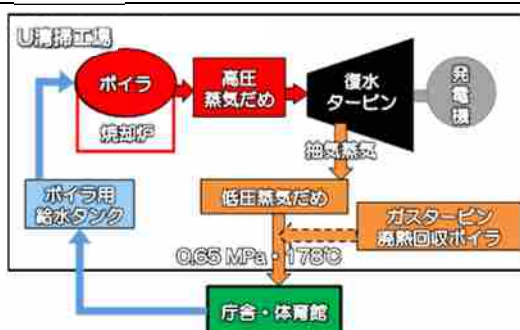 U清掃工場
ボイラ
焼却炉
高圧
蒸気だめ
復水
タービン
発
電
機
抽気蒸気
ボイラ用
給水タンク
低圧蒸気だめ
ガスタービン
廃熱回収ボイラ
0.65 MPa・178℃
庁舎・体育館